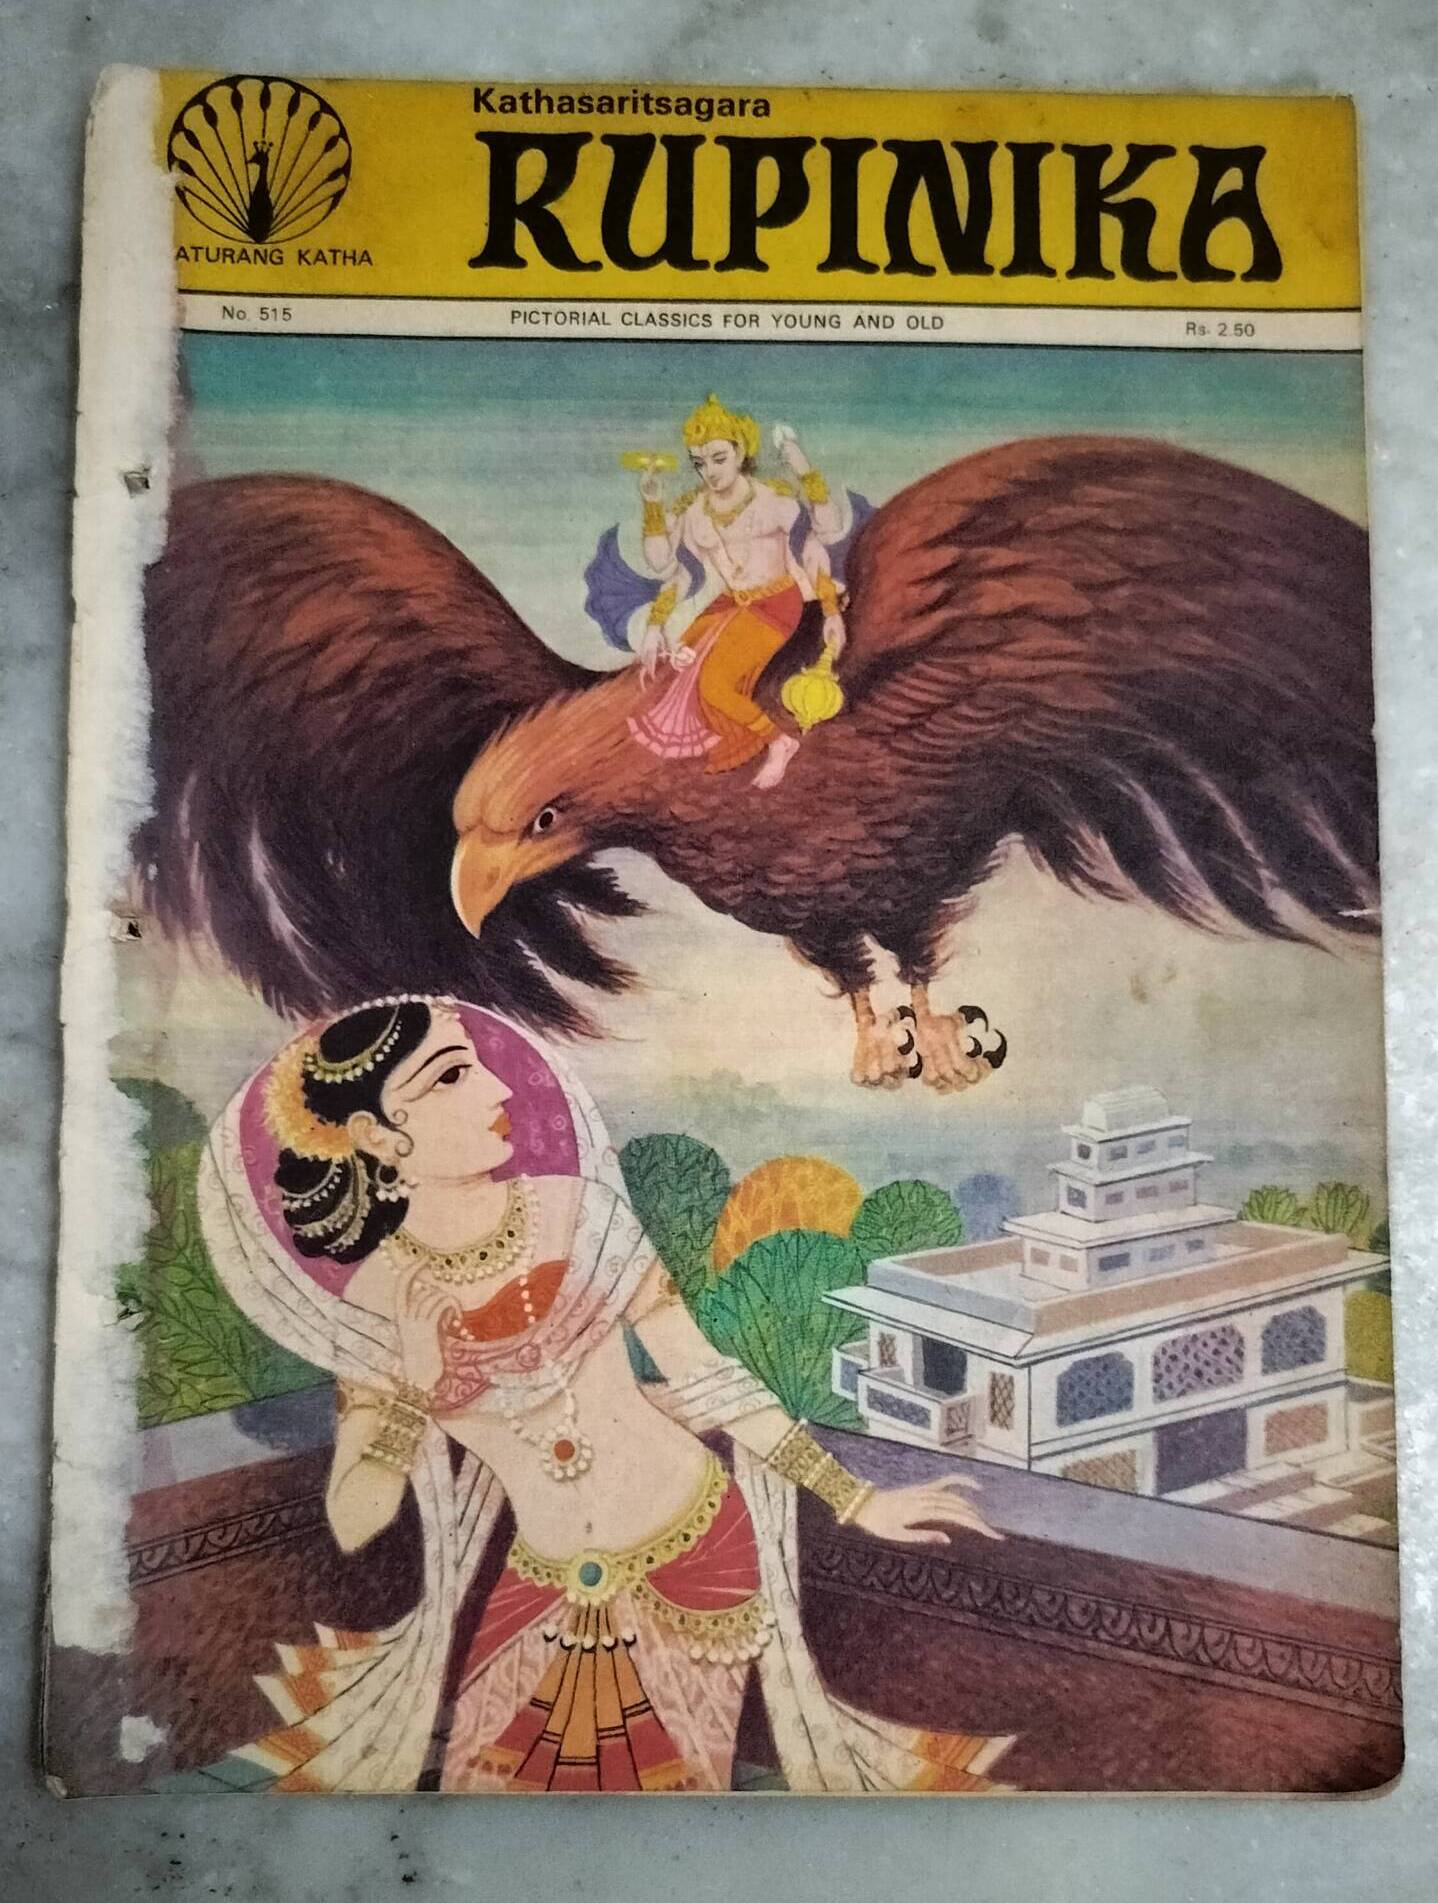 Kathasaritsagara
RUPINIKA
ATURANG KATHA
No. 515
PICTORIAL CLASSICS FOR YOUNG AND OLD
Rs. 2.50